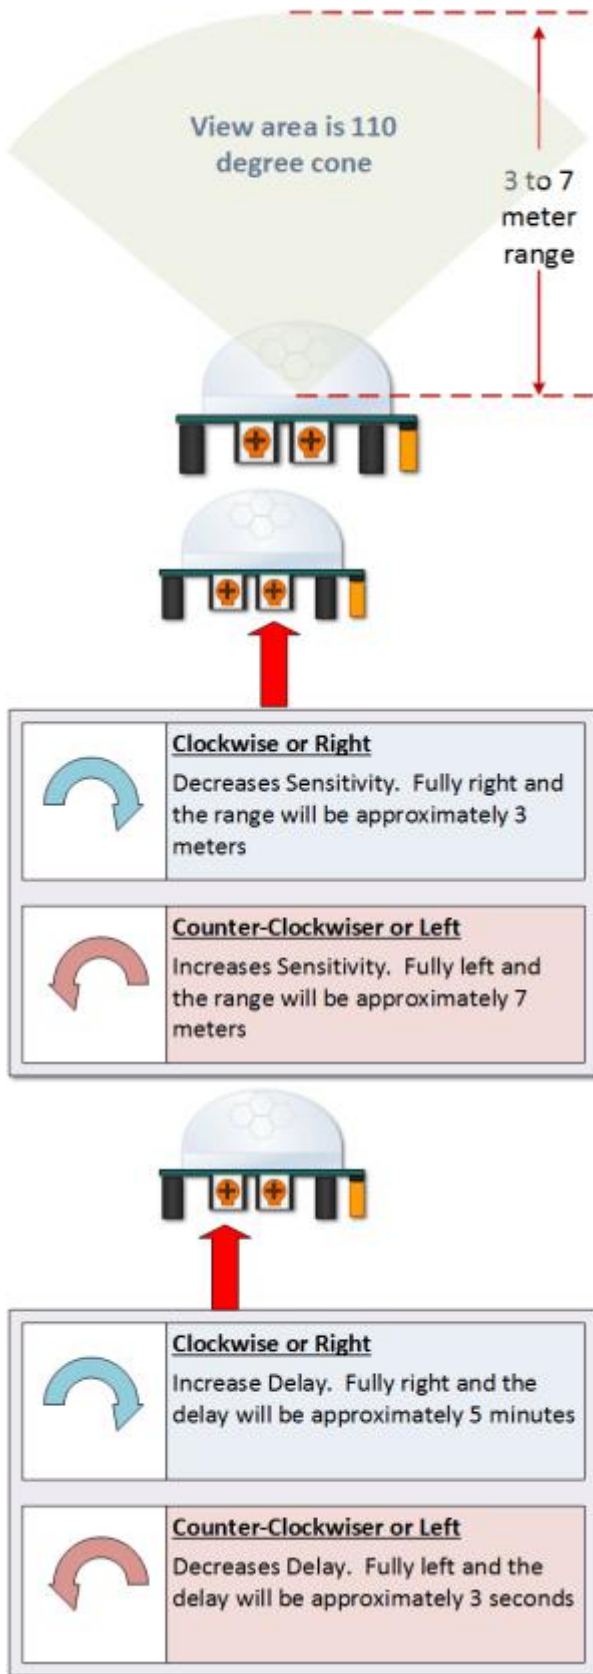 View area is 110
degree cone
3 to 7
meter
range
Clockwise or Right
Decreases Sensitivity. Fully right and
the range will be approximately 3
meters
Counter-Clockwiser or Left
Increases Sensitivity. Fully left and
the range will be approximately 7
meters
Clockwise or Right
Increase Delay. Fully right and the
delay will be approximately 5 minutes
Counter-Clockwiser or Left
Decreases Delay. Fully left and the
delay will be approximately 3 seconds